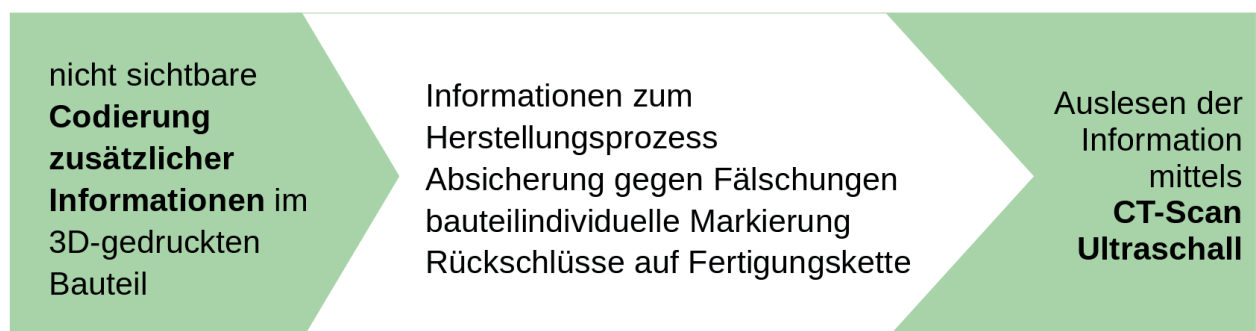 nicht sichtbare
Codierung
zusätzlicher
Informationen im
3D-gedruckten
Bauteil
Informationen zum
Herstellungsprozess
Absicherung gegen Fälschungen
bauteilindividuelle Markierung
Rückschlüsse auf Fertigungskette
Auslesen der
Information
mittels
CT-Scan
Ultraschall